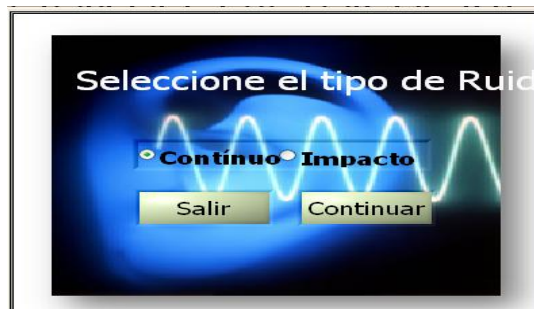 Seleccione el tipo de Ruid
Contínuo Impacto
Salir Continuar